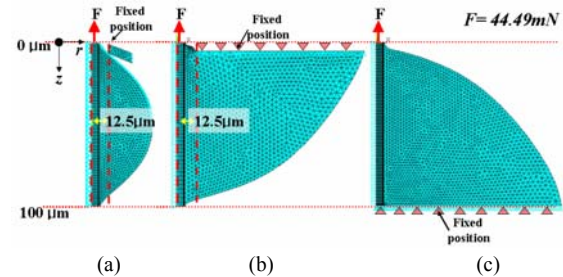 F
Fixed
position
F
Fixed
position
F
F= 44.49mN
0 μm
r
z
12.5μm
12.5μm
100 μm
Fixed
position
(a)
(b)
(c)